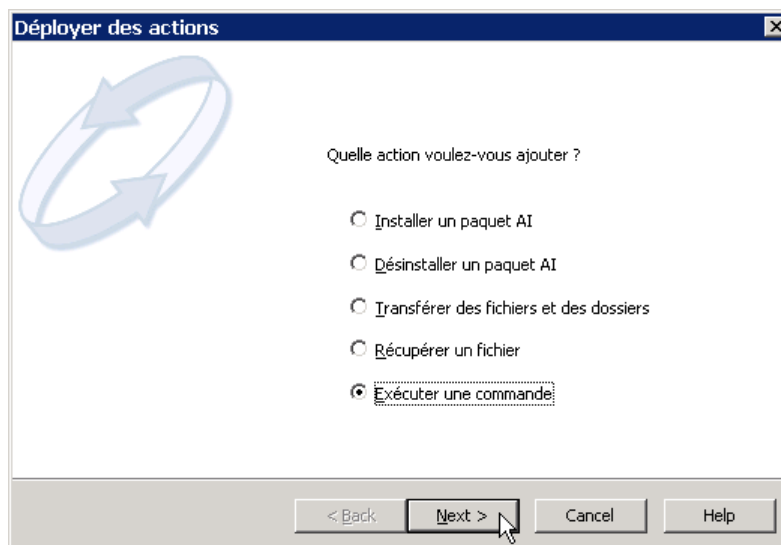 Déployer des actions
Quelle action voulez-vous ajouter ?
Installer un paquet AI
Désinstaller un paquet AI
Transférer des fichiers et des dossiers
Récupérer un fichier
Exécuter une commande
< Back Next > Cancel Help